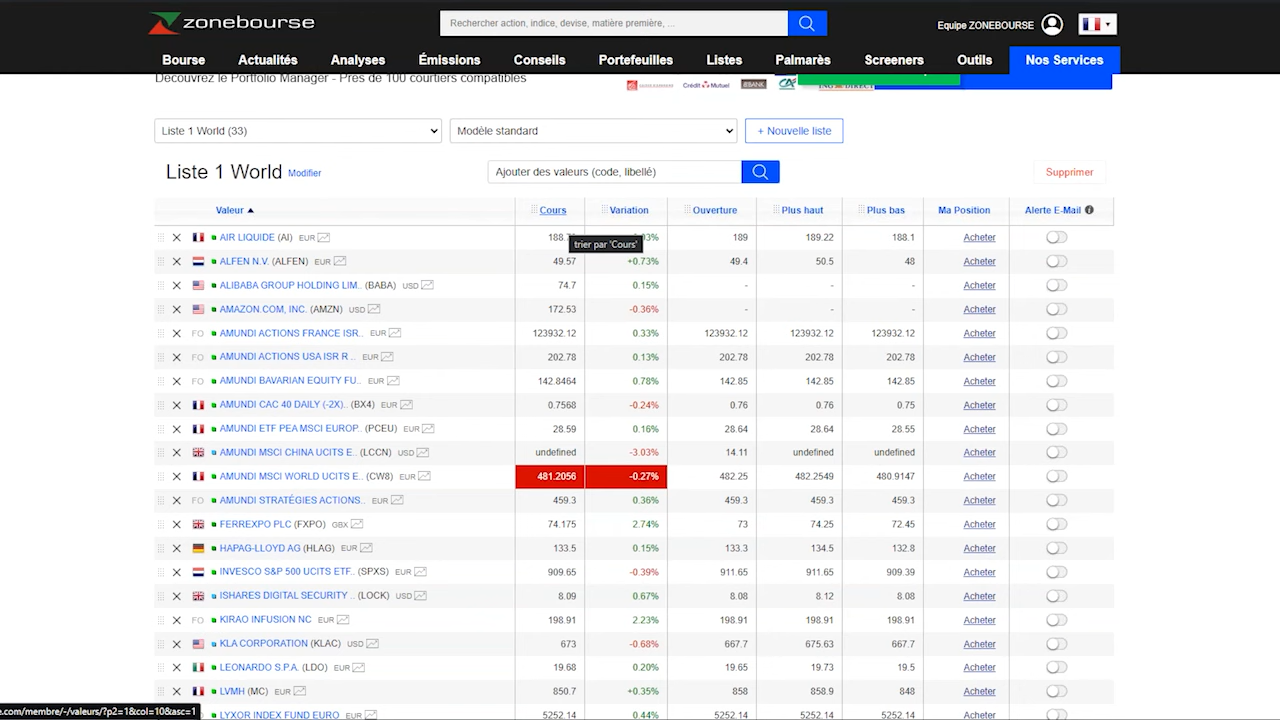 zonebourse
Rechercher action, indice, devise, matière première, ...
Equipe ZONEBOURSE
Bourse Actualités Analyses Émissions Conseils Portefeuilles Listes Palmarès Screeners Outils Nos Services
Découvrez le Portfolio Manager - Près de 100 courtiers compatibles
Crédit Mutuel BANK CA ING DIRECT
Liste 1 World (33) Modèle standard + Nouvelle liste
Liste 1 World Modifier Ajouter des valeurs (code, libellé) Supprimer
Valeur Cours Variation Ouverture Plus haut Plus bas Ma Position Alerte E-Mail
AIR LIQUIDE (AI) EUR 189 189.22 188.1 Acheter
trier par 'Cours'
ALFEN N.V. (ALFEN) EUR 49.57 +0.73% 49.4 50.5 48 Acheter
ALIBABA GROUP HOLDING LIM.. (BABA) USD 74.7 0.15% - - - Acheter
AMAZON.COM, INC. (AMZN) USD 172.53 -0.36% - - - Acheter
FO AMUNDI ACTIONS FRANCE ISR.. EUR 123932.12 0.33% 123932.12 123932.12 123932.12 Acheter
FO AMUNDI ACTIONS USA ISR R .. EUR 202.78 0.13% 202.78 202.78 202.78 Acheter
FO AMUNDI BAVARIAN EQUITY FU.. EUR 142.8464 0.78% 142.85 142.85 142.85 Acheter
AMUNDI CAC 40 DAILY (-2X).. (BX4) EUR 0.7568 -0.24% 0.76 0.76 0.75 Acheter
AMUNDI ETF PEA MSCI EUROP.. (PCEU) EUR 28.59 0.16% 28.64 28.64 28.55 Acheter
AMUNDI MSCI CHINA UCITS E.. (LCCN) USD undefined -3.03% 14.11 undefined undefined Acheter
AMUNDI MSCI WORLD UCITS E.. (CW8) EUR 481.2056 -0.27% 482.25 482.2549 480.9147 Acheter
FO AMUNDI STRATÉGIES ACTIONS.. EUR 459.3 0.36% 459.3 459.3 459.3 Acheter
FERREXPO PLC (FXPO) GBX 74.175 2.74% 73 74.25 72.45 Acheter
HAPAG-LLOYD AG (HLAG) EUR 133.5 0.15% 133.3 134.5 132.8 Acheter
INVESCO S&P 500 UCITS ETF (SPXS) EUR 909.65 -0.39% 911.65 911.65 909.39 Acheter
ISHARES DIGITAL SECURITY .. (LOCK) USD 8.09 0.67% 8.08 8.12 8.08 Acheter
FO KIRAO INFUSION NC EUR 198.91 2.23% 198.91 198.91 198.91 Acheter
KLA CORPORATION (KLAC) USD 673 -0.68% 667.7 675.63 667.7 Acheter
LEONARDO S.P.A. (LDO) EUR 19.68 0.20% 19.65 19.73 19.5 Acheter
LVMH (MC) EUR 850.7 +0.35% 858 858.9 848 Acheter
e.com/membre/-/valeurs/?p2=1&col=10&asc=1
LYXOR INDEX FUND EURO EUR 5252.14 0.44% 5252.14 5252.14 5252.14 Acheter